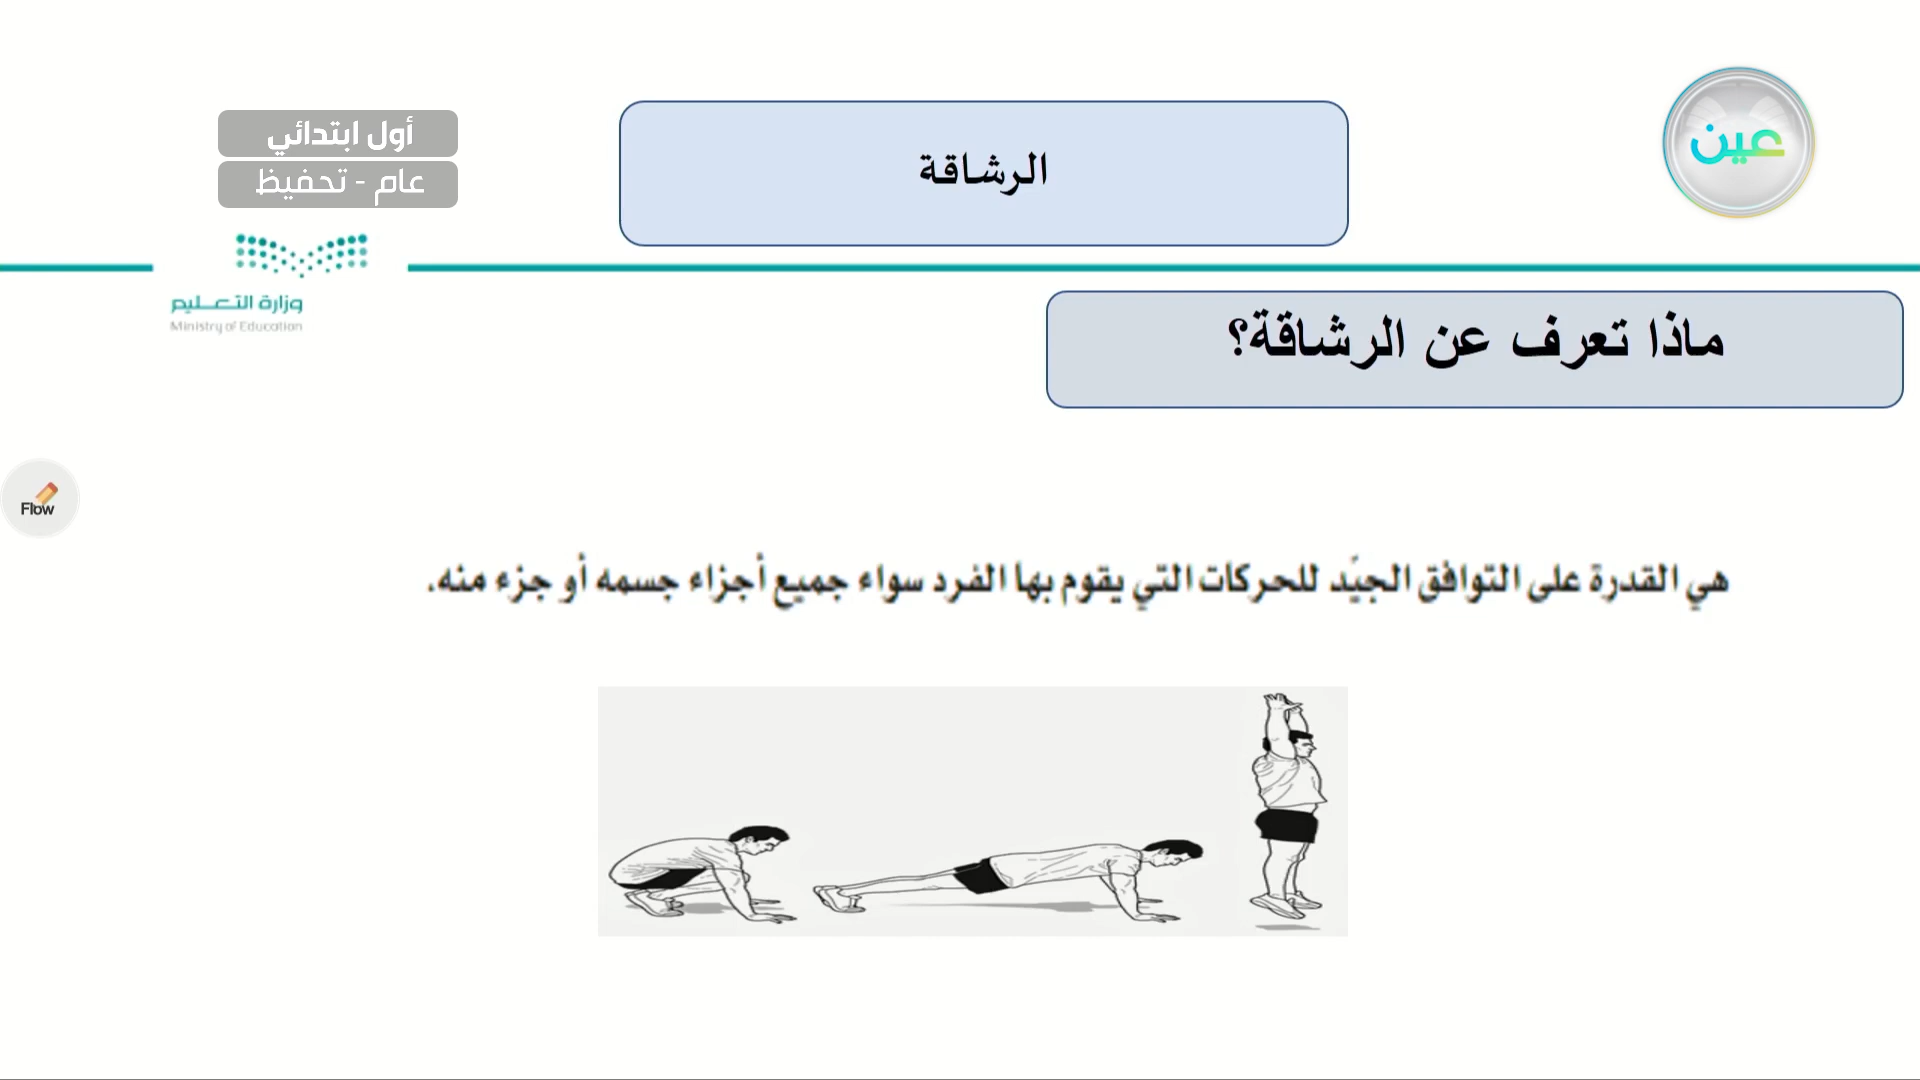 عين
الرشاقة
أول ابتدائي
عام - تحفيظ
وزارة التعليم
Ministry of Education
ماذا تعرف عن الرشاقة؟
Flow
هي القدرة على التوافق الجيّد للحركات التي يقوم بها الفرد سواء جميع أجزاء جسمه أو جزء منه.